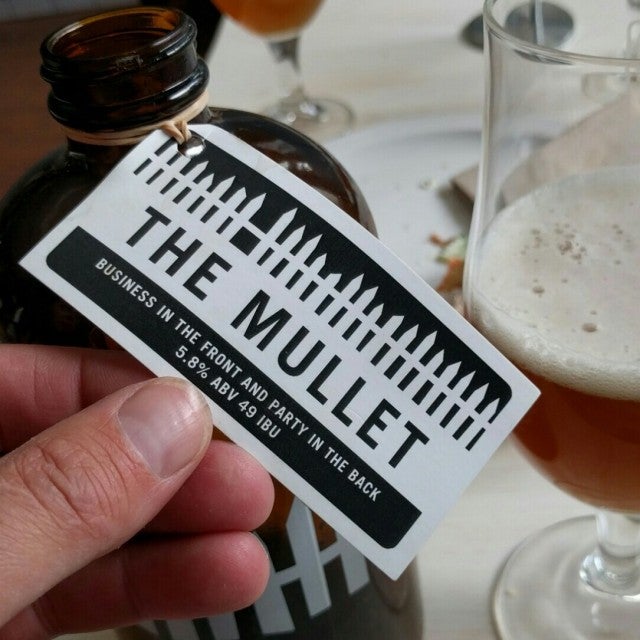 THE MULLET
BUSINESS IN THE FRONT AND PARTY IN THE BACK
5.8% ABV 49 IBU